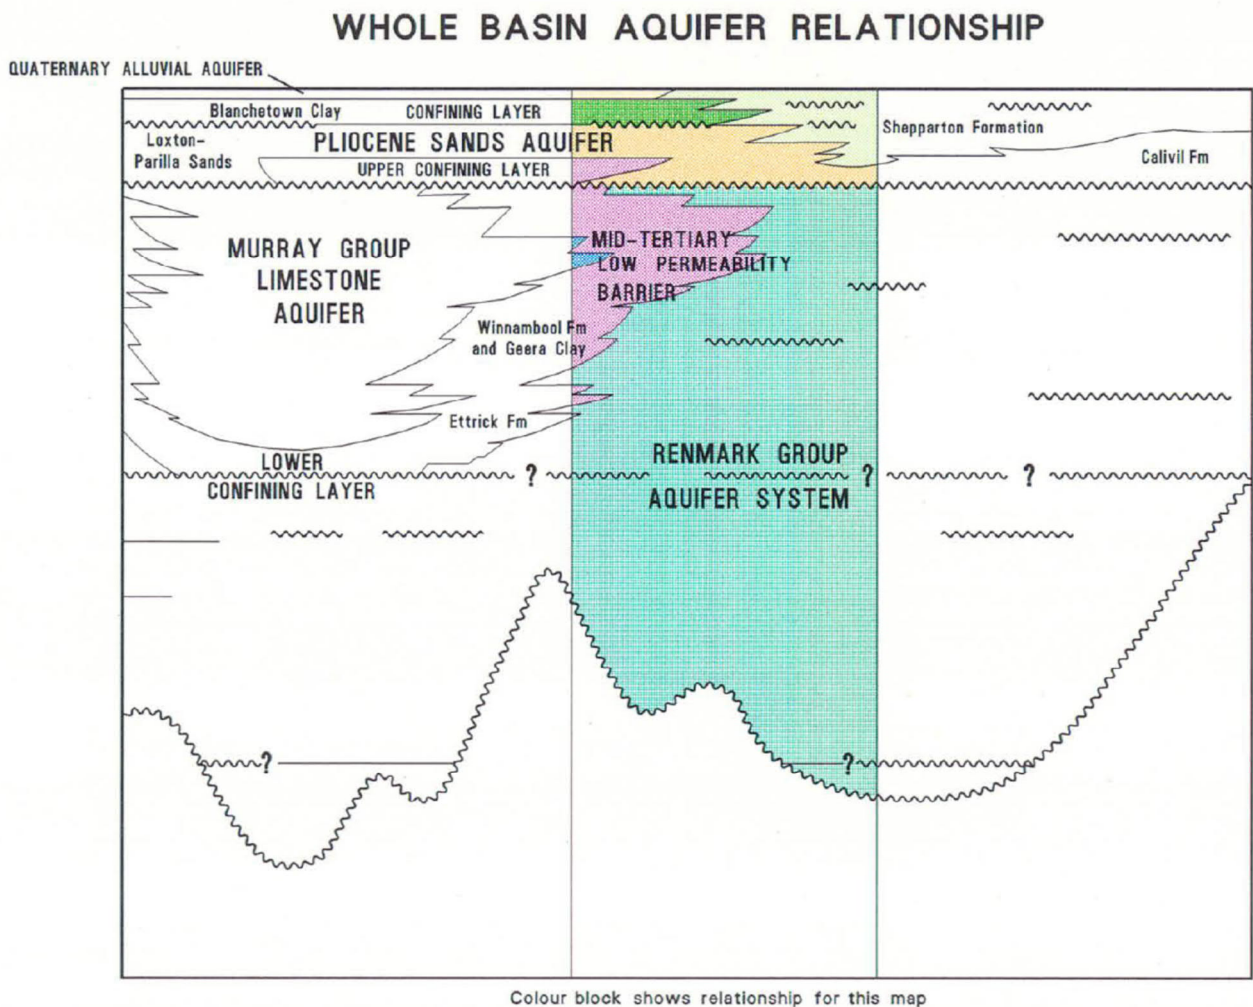 WHOLE BASIN AQUIFER RELATIONSHIP
QUATERNARY ALLUVIAL AQUIFER
Blanchetown Clay
CONFINING LAYER
Shepparton Formation
Loxton-
Parilla Sands
PLIOCENE SANDS AQUIFER
Calivil Fm
UPPER CONFINING LAYER
MURRAY GROUP
LIMESTONE
AQUIFER
MID-TERTIARY
LOW PERMEABILITY
BARRIER
Winnambool Fm
and Geera Clay
Ettrick Fm
LOWER
CONFINING LAYER
?
RENMARK GROUP
AQUIFER SYSTEM
?
?
?
?
Colour block shows relationship for this map